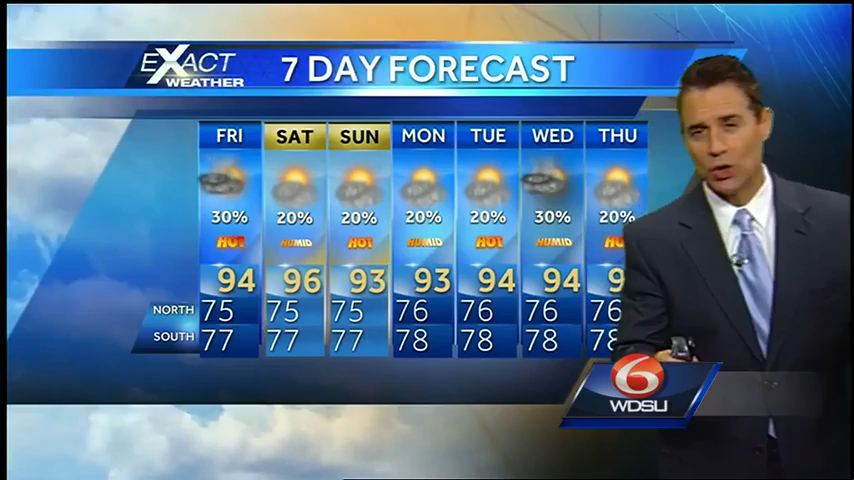 EXACT
WEATHER
7 DAY FORECAST
FRI SAT SUN MON TUE WED THU
30% 20% 20% 20% 20% 30% 20%
HOT HUMID HOT HUMID HOT HUMID
94 96 93 93 94 94
NORTH 75 75 75 76 76 76 76
SOUTH 77 77 77 78 78 78 78
6
WDSU